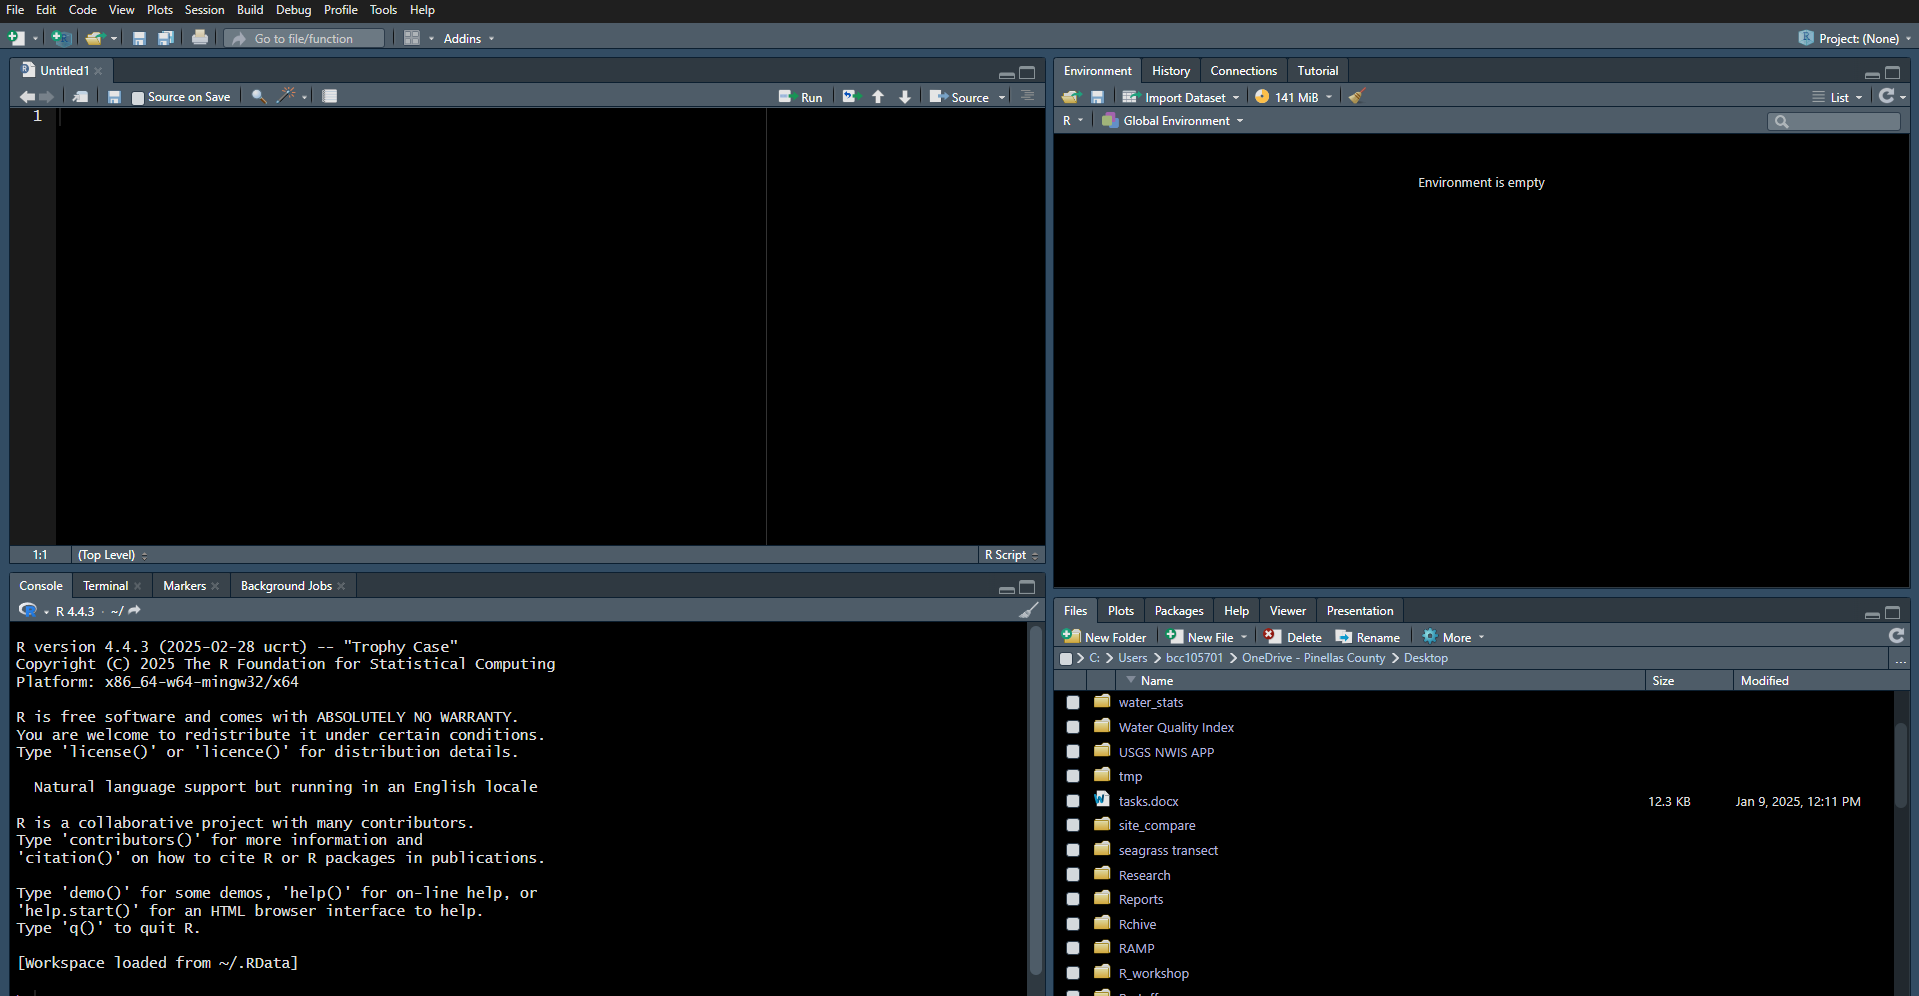 File Edit Code View Plots Session Build Debug Profile Tools Help
Go to file/function Addins Project: (None)
Untitled1
Source on Save Run Source
1
1:1 (Top Level) R Script
Console Terminal Markers Background Jobs
R 4.4.3 · ~/
R version 4.4.3 (2025-02-28 ucrt) -- "Trophy Case"
Copyright (C) 2025 The R Foundation for Statistical Computing
Platform: x86_64-w64-mingw32/x64
R is free software and comes with ABSOLUTELY NO WARRANTY.
You are welcome to redistribute it under certain conditions.
Type 'license()' or 'licence()' for distribution details.
Natural language support but running in an English locale
R is a collaborative project with many contributors.
Type 'contributors()' for more information and
'citation()' on how to cite R or R packages in publications.
Type 'demo()' for some demos, 'help()' for on-line help, or
'help.start()' for an HTML browser interface to help.
Type 'q()' to quit R.
[Workspace loaded from ~/.RData]
Environment History Connections Tutorial
Import Dataset 141 MiB List
R Global Environment
Environment is empty
Files Plots Packages Help Viewer Presentation
New Folder New File Delete Rename More
C: Users bcc105701 OneDrive - Pinellas County Desktop ...
Name Size Modified
water_stats
Water Quality Index
USGS NWIS APP
tmp
tasks.docx 12.3 KB Jan 9, 2025, 12:11 PM
site_compare
seagrass transect
Research
Reports
Rchive
RAMP
R_workshop